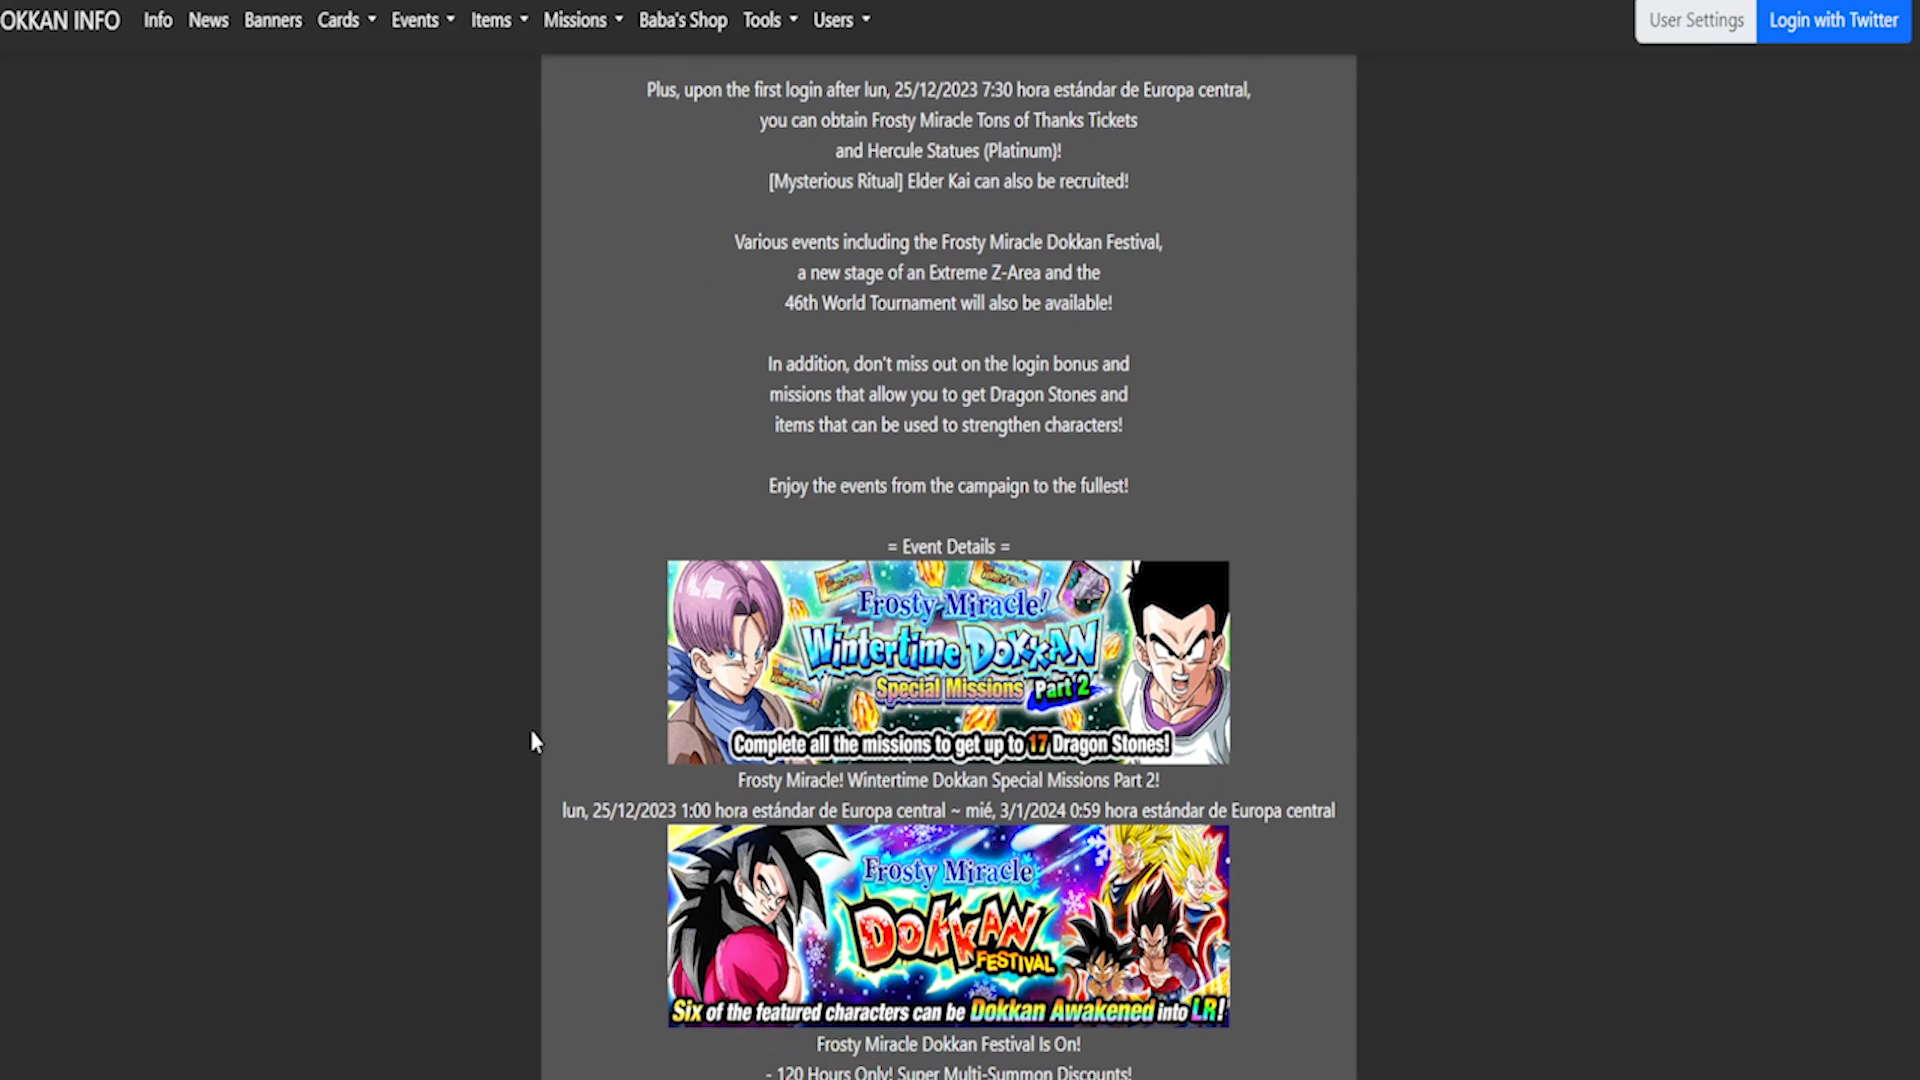 OKKAN INFO Info News Banners Cards Events Items Missions Baba's Shop Tools Users User Settings Login with Twitter
Plus, upon the first login after lun, 25/12/2023 7:30 hora estándar de Europa central,
you can obtain Frosty Miracle Tons of Thanks Tickets
and Hercule Statues (Platinum)!
[Mysterious Ritual] Elder Kai can also be recruited!
Various events including the Frosty Miracle Dokkan Festival,
a new stage of an Extreme Z-Area and the
46th World Tournament will also be available!
In addition, don't miss out on the login bonus and
missions that allow you to get Dragon Stones and
items that can be used to strengthen characters!
Enjoy the events from the campaign to the fullest!
= Event Details =
Frosty Miracle!
Wintertime DOKKAN
Special Missions Part 2
Complete all the missions to get up to 17 Dragon Stones!
Frosty Miracle! Wintertime Dokkan Special Missions Part 2!
lun, 25/12/2023 1:00 hora estándar de Europa central ~ mié, 3/1/2024 0:59 hora estándar de Europa central
Frosty Miracle
DOKKAN
FESTIVAL
Six of the featured characters can be Dokkan Awakened into LR!
Frosty Miracle Dokkan Festival Is On!
- 120 Hours Only! Super Multi-Summon Discounts!